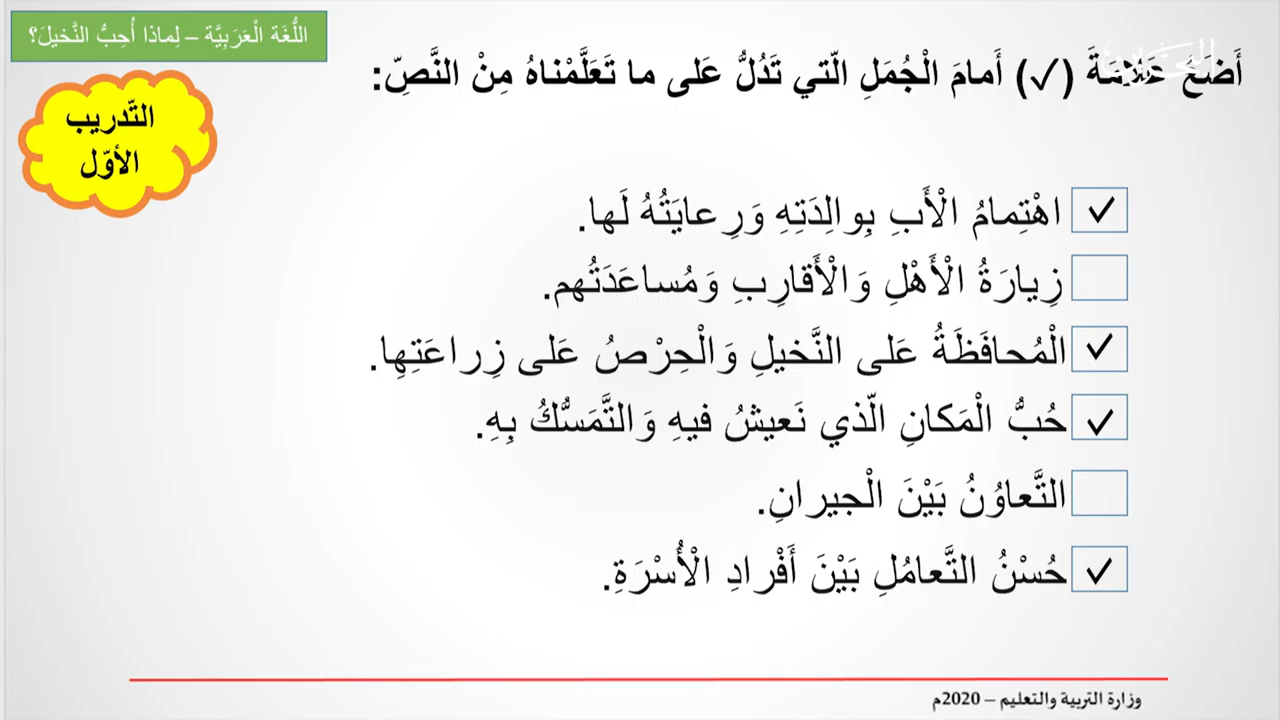 اللُّغَة الْعَرَبِيَّة – لِماذا أُحِبُّ النَّخيلَ؟
أَضَعُ عَلامَةَ (✓) أَمامَ الْجُمَلِ الّتي تَدُلُّ عَلى ما تَعَلَّمْناهُ مِنْ النَّصِّ:
التّدريب
الأوّل
✓ اهْتِمامُ الْأَبِ بِوالِدَتِهِ وَرِعايَتُهُ لَها.
زِيارَةُ الْأَهْلِ وَالْأَقارِبِ وَمُساعَدَتُهم.
✓ الْمُحافَظَةُ عَلى النَّخيلِ وَالْحِرْصُ عَلى زِراعَتِهِا.
✓ حُبُّ الْمَكانِ الّذي نَعيشُ فيهِ وَالتَّمَسُّكُ بِهِ.
التَّعاوُنُ بَيْنَ الْجيرانِ.
✓ حُسْنُ التَّعامُلِ بَيْنَ أَفْرادِ الْأُسْرَةِ.
وزارة التربية والتعليم – 2020م